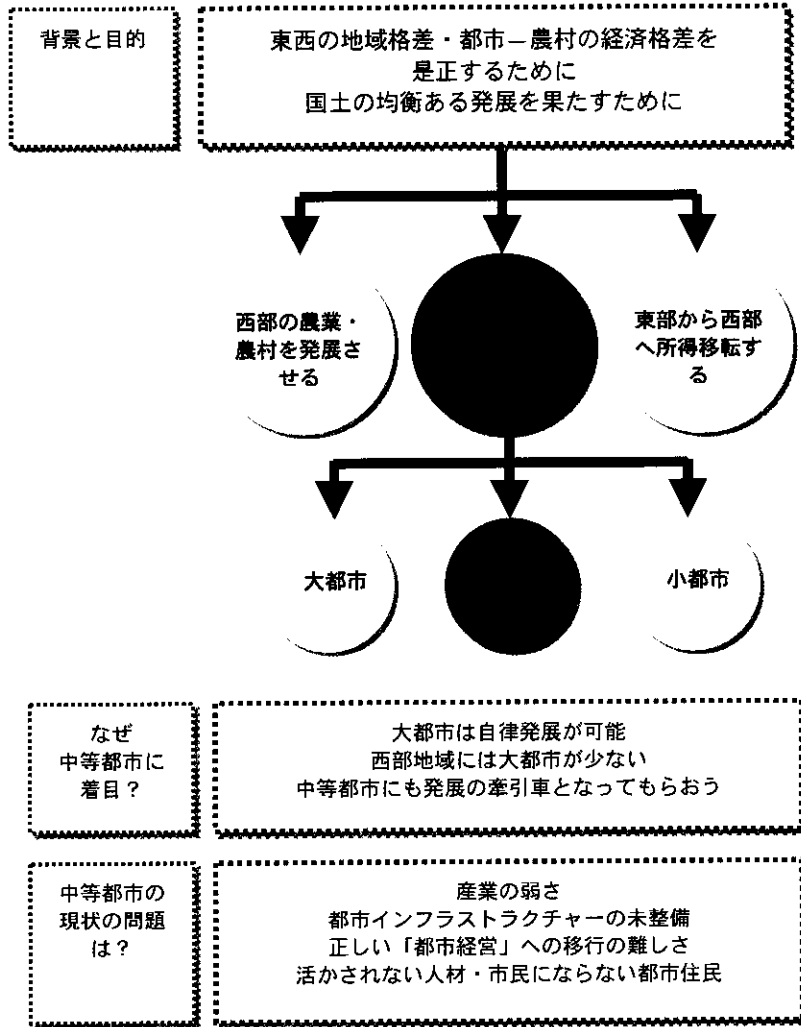 背景と目的
東西の地域格差・都市―農村の経済格差を
是正するために
国土の均衡ある発展を果たすために
西部の農業・
農村を発展さ
せる
東部から西部
へ所得移転す
る
大都市
小都市
なぜ
中等都市に
着目？
大都市は自律発展が可能
西部地域には大都市が少ない
中等都市にも発展の牽引車となってもらおう
中等都市の
現状の問題
は？
産業の弱さ
都市インフラストラクチャーの未整備
正しい「都市経営」への移行の難しさ
活かされない人材・市民にならない都市住民